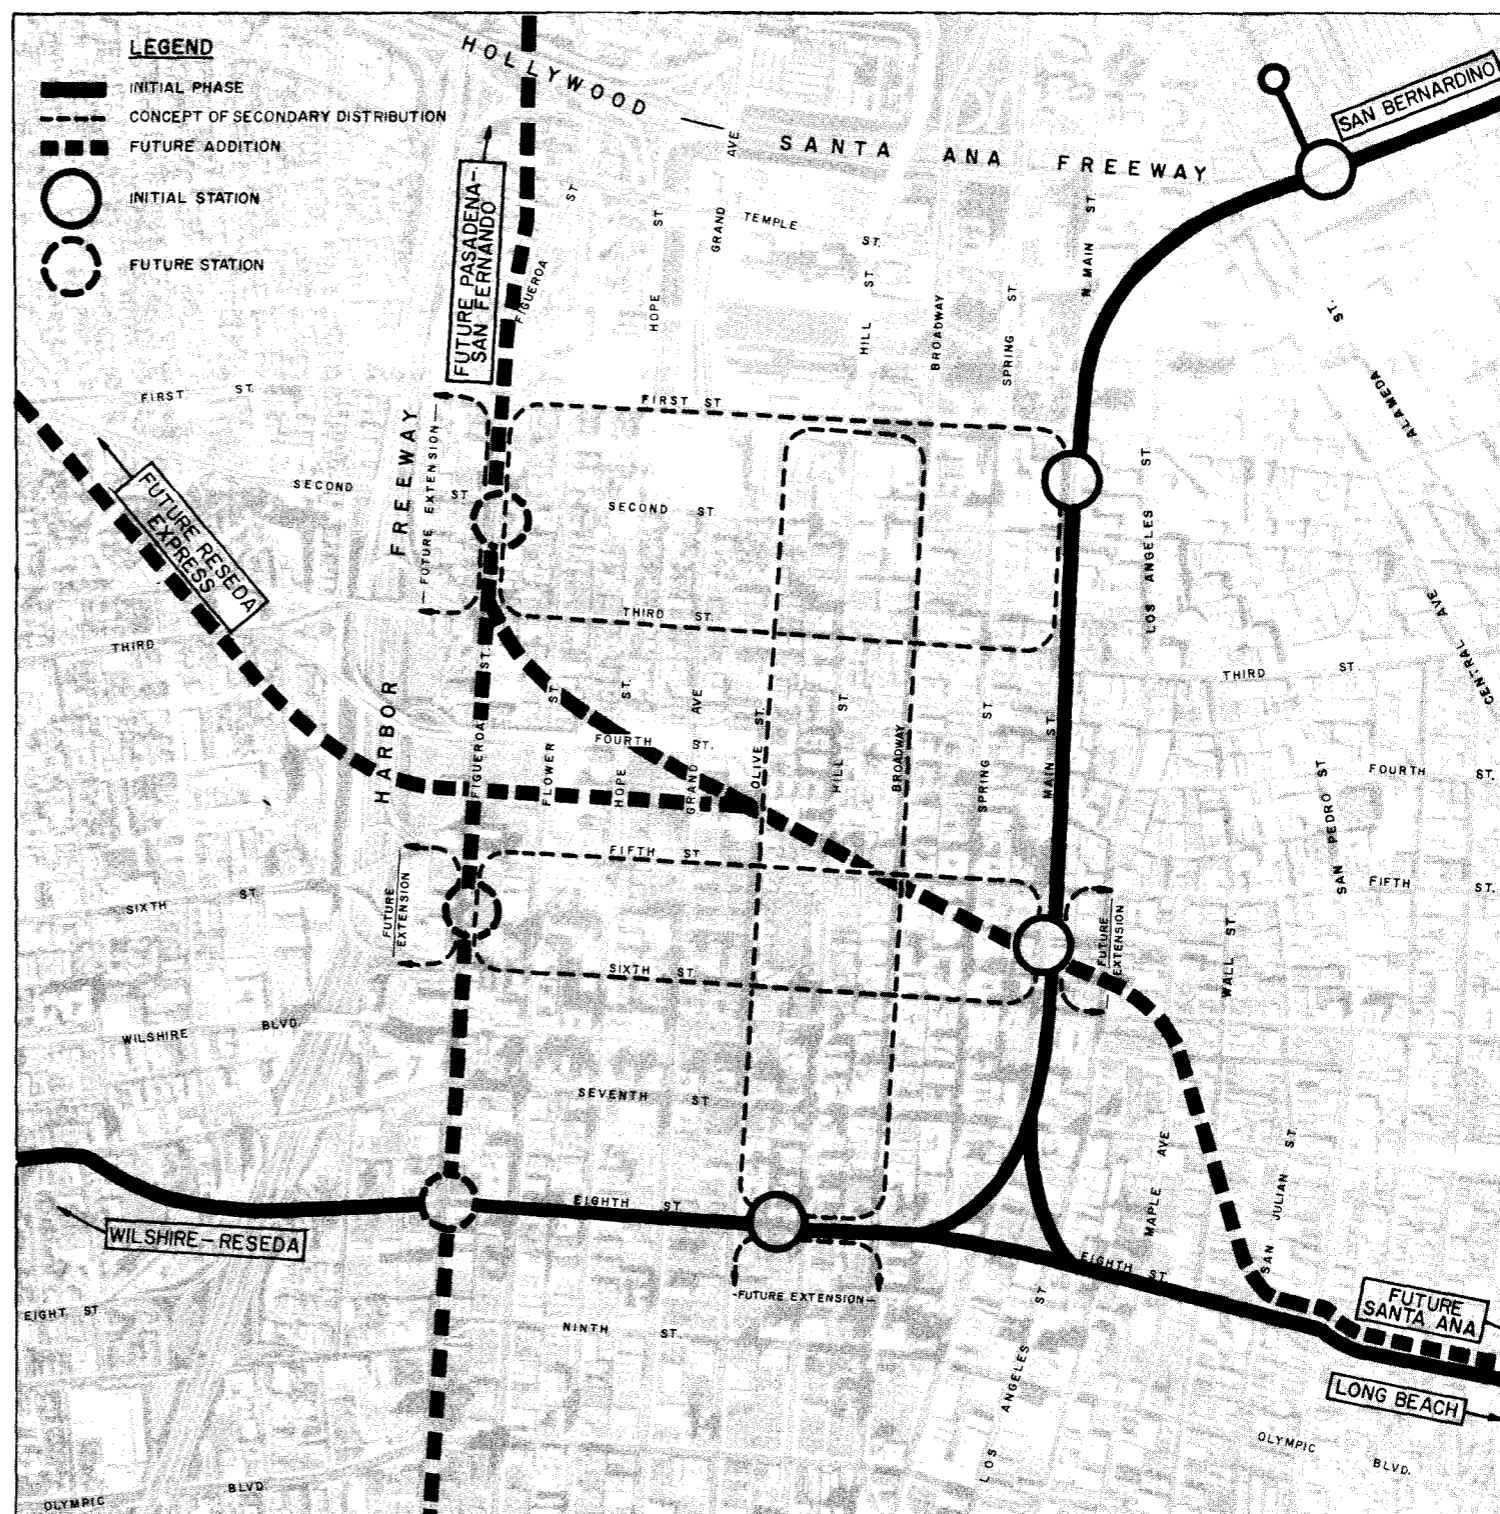 LEGEND
INITIAL PHASE
CONCEPT OF SECONDARY DISTRIBUTION
FUTURE ADDITION
INITIAL STATION
FUTURE STATION
HOLLYWOOD
SANTA ANA FREEWAY
SAN BERNARDINO
FUTURE PASADENA-
SAN FERNANDO
FIGUEROA ST
HOPE ST
GRAND AVE
TEMPLE ST.
HILL ST.
BROADWAY
SPRING ST
N MAIN ST
ST.
ALAMEDA
FIRST ST.
FIRST ST
HARBOR FREEWAY
FUTURE EXTENSION
FUTURE RESEDA
EXPRESS
SECOND ST
SECOND ST.
LOS ANGELES ST.
CENTRAL AVE
THIRD
THIRD ST.
THIRD ST.
FIGUEROA ST.
FLOWER ST
HOPE ST.
GRAND AVE
OLIVE ST.
HILL ST.
BROADWAY
SPRING ST
MAIN ST
FOURTH ST.
FOURTH ST.
SAN PEDRO ST
FIFTH ST
FIFTH ST.
FUTURE
EXTENSION
FUTURE
EXTENSION
SIXTH ST.
SIXTH ST.
WALL ST
WILSHIRE BLVD.
SEVENTH ST
MAPLE AVE
SAN JULIAN ST
EIGHTH ST.
EIGHTH ST.
WILSHIRE-RESEDA
-FUTURE EXTENSION-
FUTURE
SANTA ANA
LONG BEACH
EIGHT ST
NINTH ST.
LOS ANGELES ST
OLYMPIC BLVD.
OLYMPIC BLVD